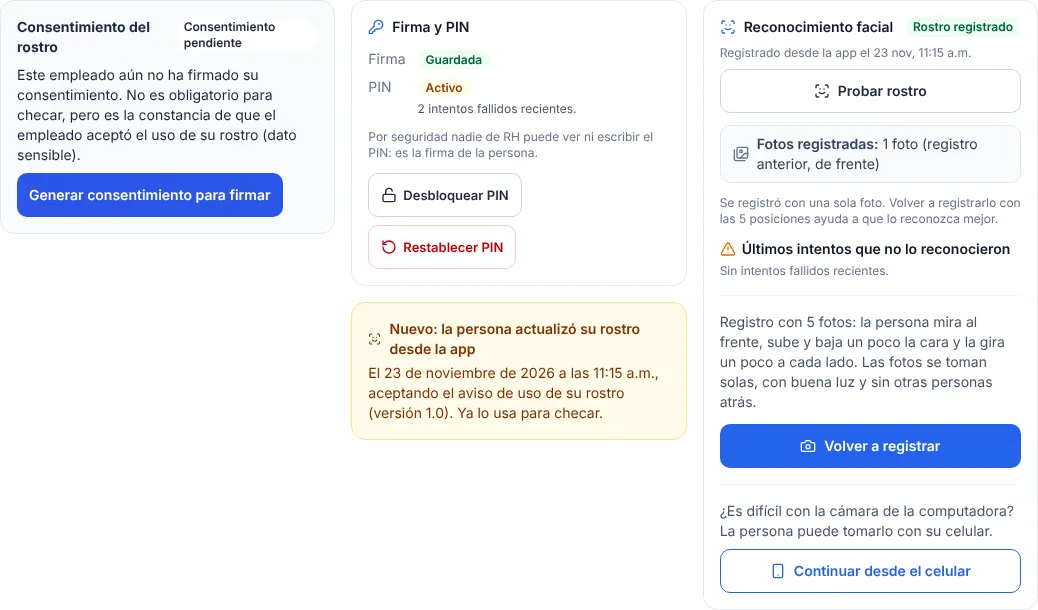 Consentimiento del
rostro
Consentimiento
pendiente
Este empleado aún no ha firmado su
consentimiento. No es obligatorio para
checar, pero es la constancia de que el
empleado aceptó el uso de su rostro (dato
sensible).
Generar consentimiento para firmar
Firma y PIN
Firma Guardada
PIN Activo
2 intentos fallidos recientes.
Por seguridad nadie de RH puede ver ni escribir el
PIN: es la firma de la persona.
Desbloquear PIN
Restablecer PIN
Nuevo: la persona actualizó su rostro
desde la app
El 23 de noviembre de 2026 a las 11:15 a.m.,
aceptando el aviso de uso de su rostro
(versión 1.0). Ya lo usa para checar.
Reconocimiento facial Rostro registrado
Registrado desde la app el 23 nov, 11:15 a.m.
Probar rostro
Fotos registradas: 1 foto (registro
anterior, de frente)
Se registró con una sola foto. Volver a registrarlo con
las 5 posiciones ayuda a que lo reconozca mejor.
Últimos intentos que no lo reconocieron
Sin intentos fallidos recientes.
Registro con 5 fotos: la persona mira al
frente, sube y baja un poco la cara y la gira
un poco a cada lado. Las fotos se toman
solas, con buena luz y sin otras personas
atrás.
Volver a registrar
¿Es difícil con la cámara de la computadora?
La persona puede tomarlo con su celular.
Continuar desde el celular